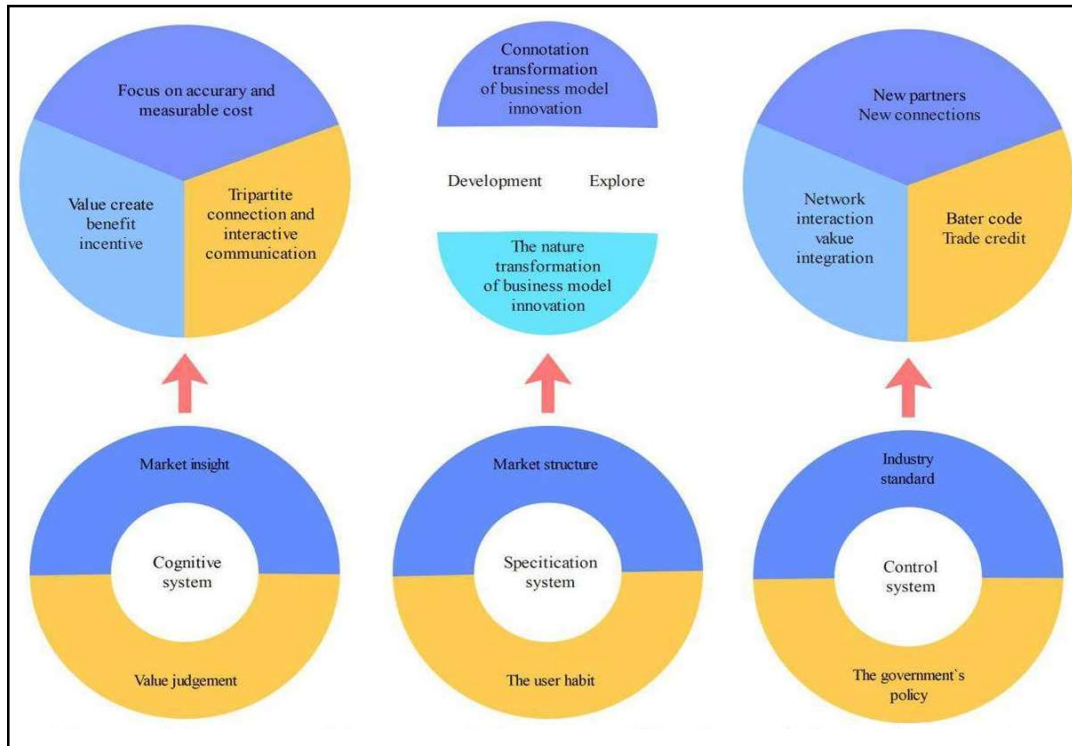 Focus on accurary and
measurable cost
Value create
benefit
incentive
Tripartite
connection and
interactive
communication
Connotation
transformation
of business model
innovation
Development
Explore
The nature
transformation
of business model
innovation
New partners
New connections
Network
interaction
vakue
integration
Bater code
Trade credit
Market insight
Cognitive
system
Value judgement
Market structure
Specitication
system
The user habit
Industry
standard
Control
system
The government`s
policy